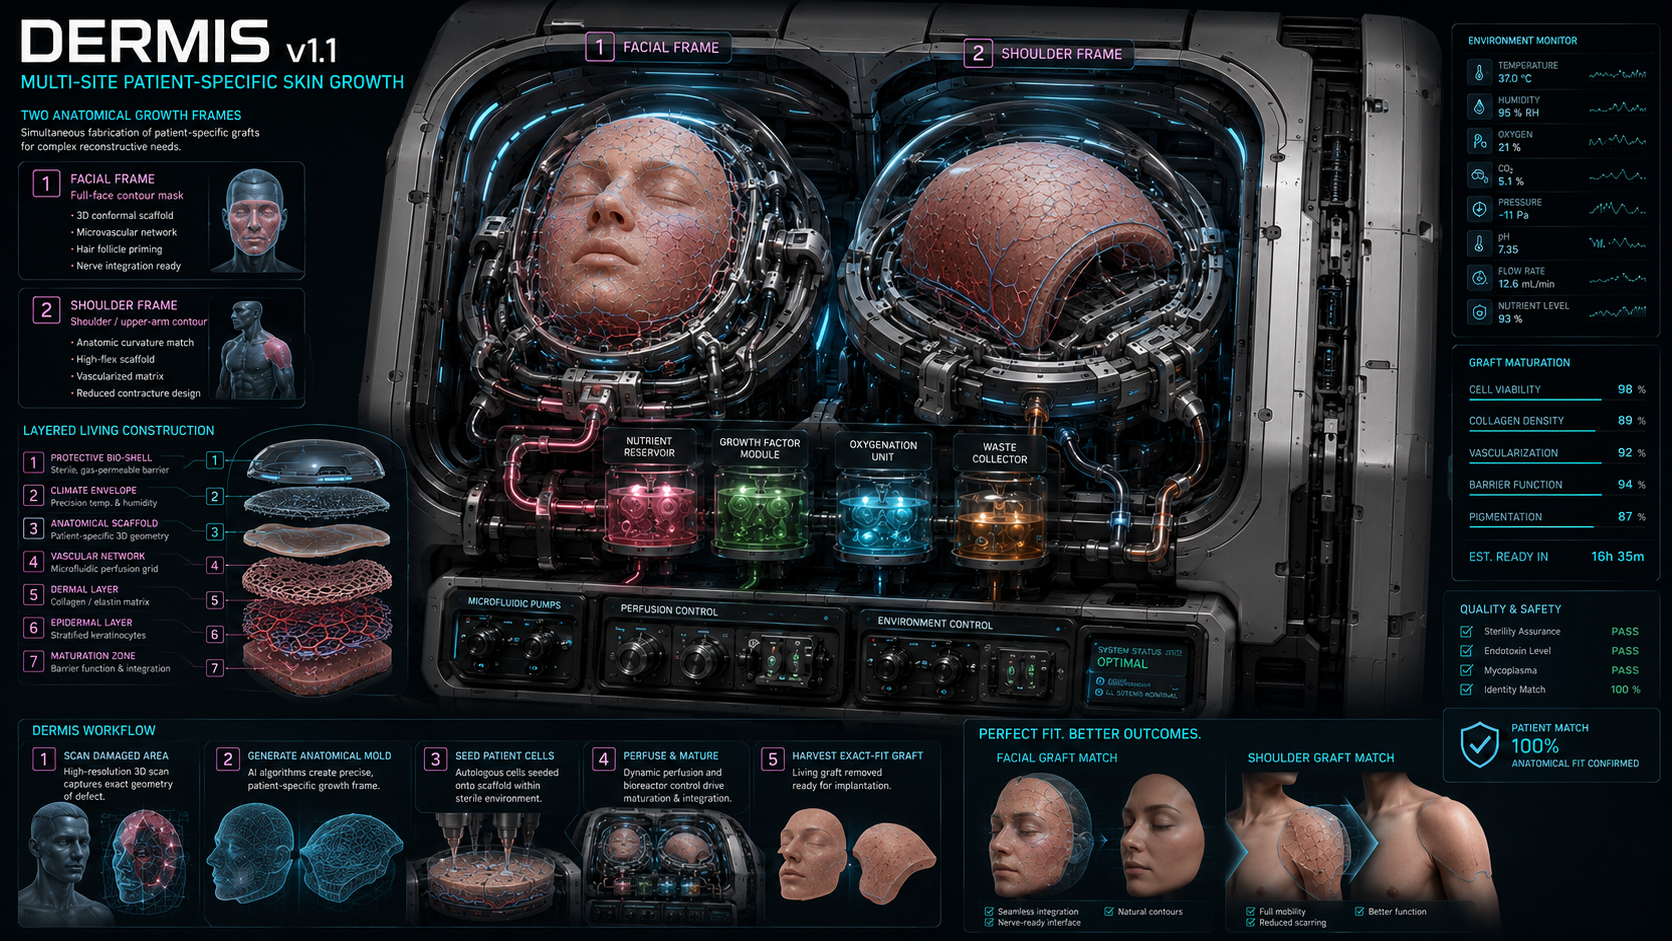 DERMIS v1.1
MULTI-SITE PATIENT-SPECIFIC SKIN GROWTH
TWO ANATOMICAL GROWTH FRAMES
Simultaneous fabrication of patient-specific grafts
for complex reconstructive needs.
1 FACIAL FRAME
Full-face contour mask
• 3D conformal scaffold
• Microvascular network
• Hair follicle priming
• Nerve integration ready
2 SHOULDER FRAME
Shoulder / upper-arm contour
• Anatomic curvature match
• High-flex scaffold
• Vascularized matrix
• Reduced contracture design
LAYERED LIVING CONSTRUCTION
1 PROTECTIVE BIO-SHELL
Sterile, gas-permeable barrier
2 CLIMATE ENVELOPE
Precision temp. & humidity
3 ANATOMICAL SCAFFOLD
Patient-specific 3D geometry
4 VASCULAR NETWORK
Microfluidic perfusion grid
5 DERMAL LAYER
Collagen / elastin matrix
6 EPIDERMAL LAYER
Stratified keratinocytes
7 MATURATION ZONE
Barrier function & integration
1
2
3
4
5
6
7
1 FACIAL FRAME
2 SHOULDER FRAME
NUTRIENT
RESERVOIR
GROWTH FACTOR
MODULE
OXYGENATION
UNIT
WASTE
COLLECTOR
MICROFLUIDIC PUMPS
PERFUSION CONTROL
ENVIRONMENT CONTROL
SYSTEM STATUS
OPTIMAL
ENVIRONMENT MONITOR
TEMPERATURE
37.0 °C
HUMIDITY
95 % RH
OXYGEN
21 %
CO₂
5.1 %
PRESSURE
-11 Pa
pH
7.35
FLOW RATE
12.6 mL/min
NUTRIENT LEVEL
93 %
GRAFT MATURATION
CELL VIABILITY 98 %
COLLAGEN DENSITY 89 %
VASCULARIZATION 92 %
BARRIER FUNCTION 94 %
PIGMENTATION 87 %
EST. READY IN 16h 35m
QUALITY & SAFETY
Sterility Assurance PASS
Endotoxin Level PASS
Mycoplasma PASS
Identity Match 100 %
PATIENT MATCH
100%
ANATOMICAL FIT CONFIRMED
DERMIS WORKFLOW
1 SCAN DAMAGED AREA
High-resolution 3D scan
captures exact geometry
of defect.
2 GENERATE ANATOMICAL MOLD
AI algorithms create precise,
patient-specific growth frame.
3 SEED PATIENT CELLS
Autologous cells seeded
onto scaffold within
sterile environment.
4 PERFUSE & MATURE
Dynamic perfusion and
bioreactor control drive
maturation & integration.
5 HARVEST EXACT-FIT GRAFT
Living graft removed
ready for implantation.
PERFECT FIT. BETTER OUTCOMES.
FACIAL GRAFT MATCH
Seamless integration
Natural contours
Nerve-ready interface
SHOULDER GRAFT MATCH
Full mobility
Better function
Reduced scarring